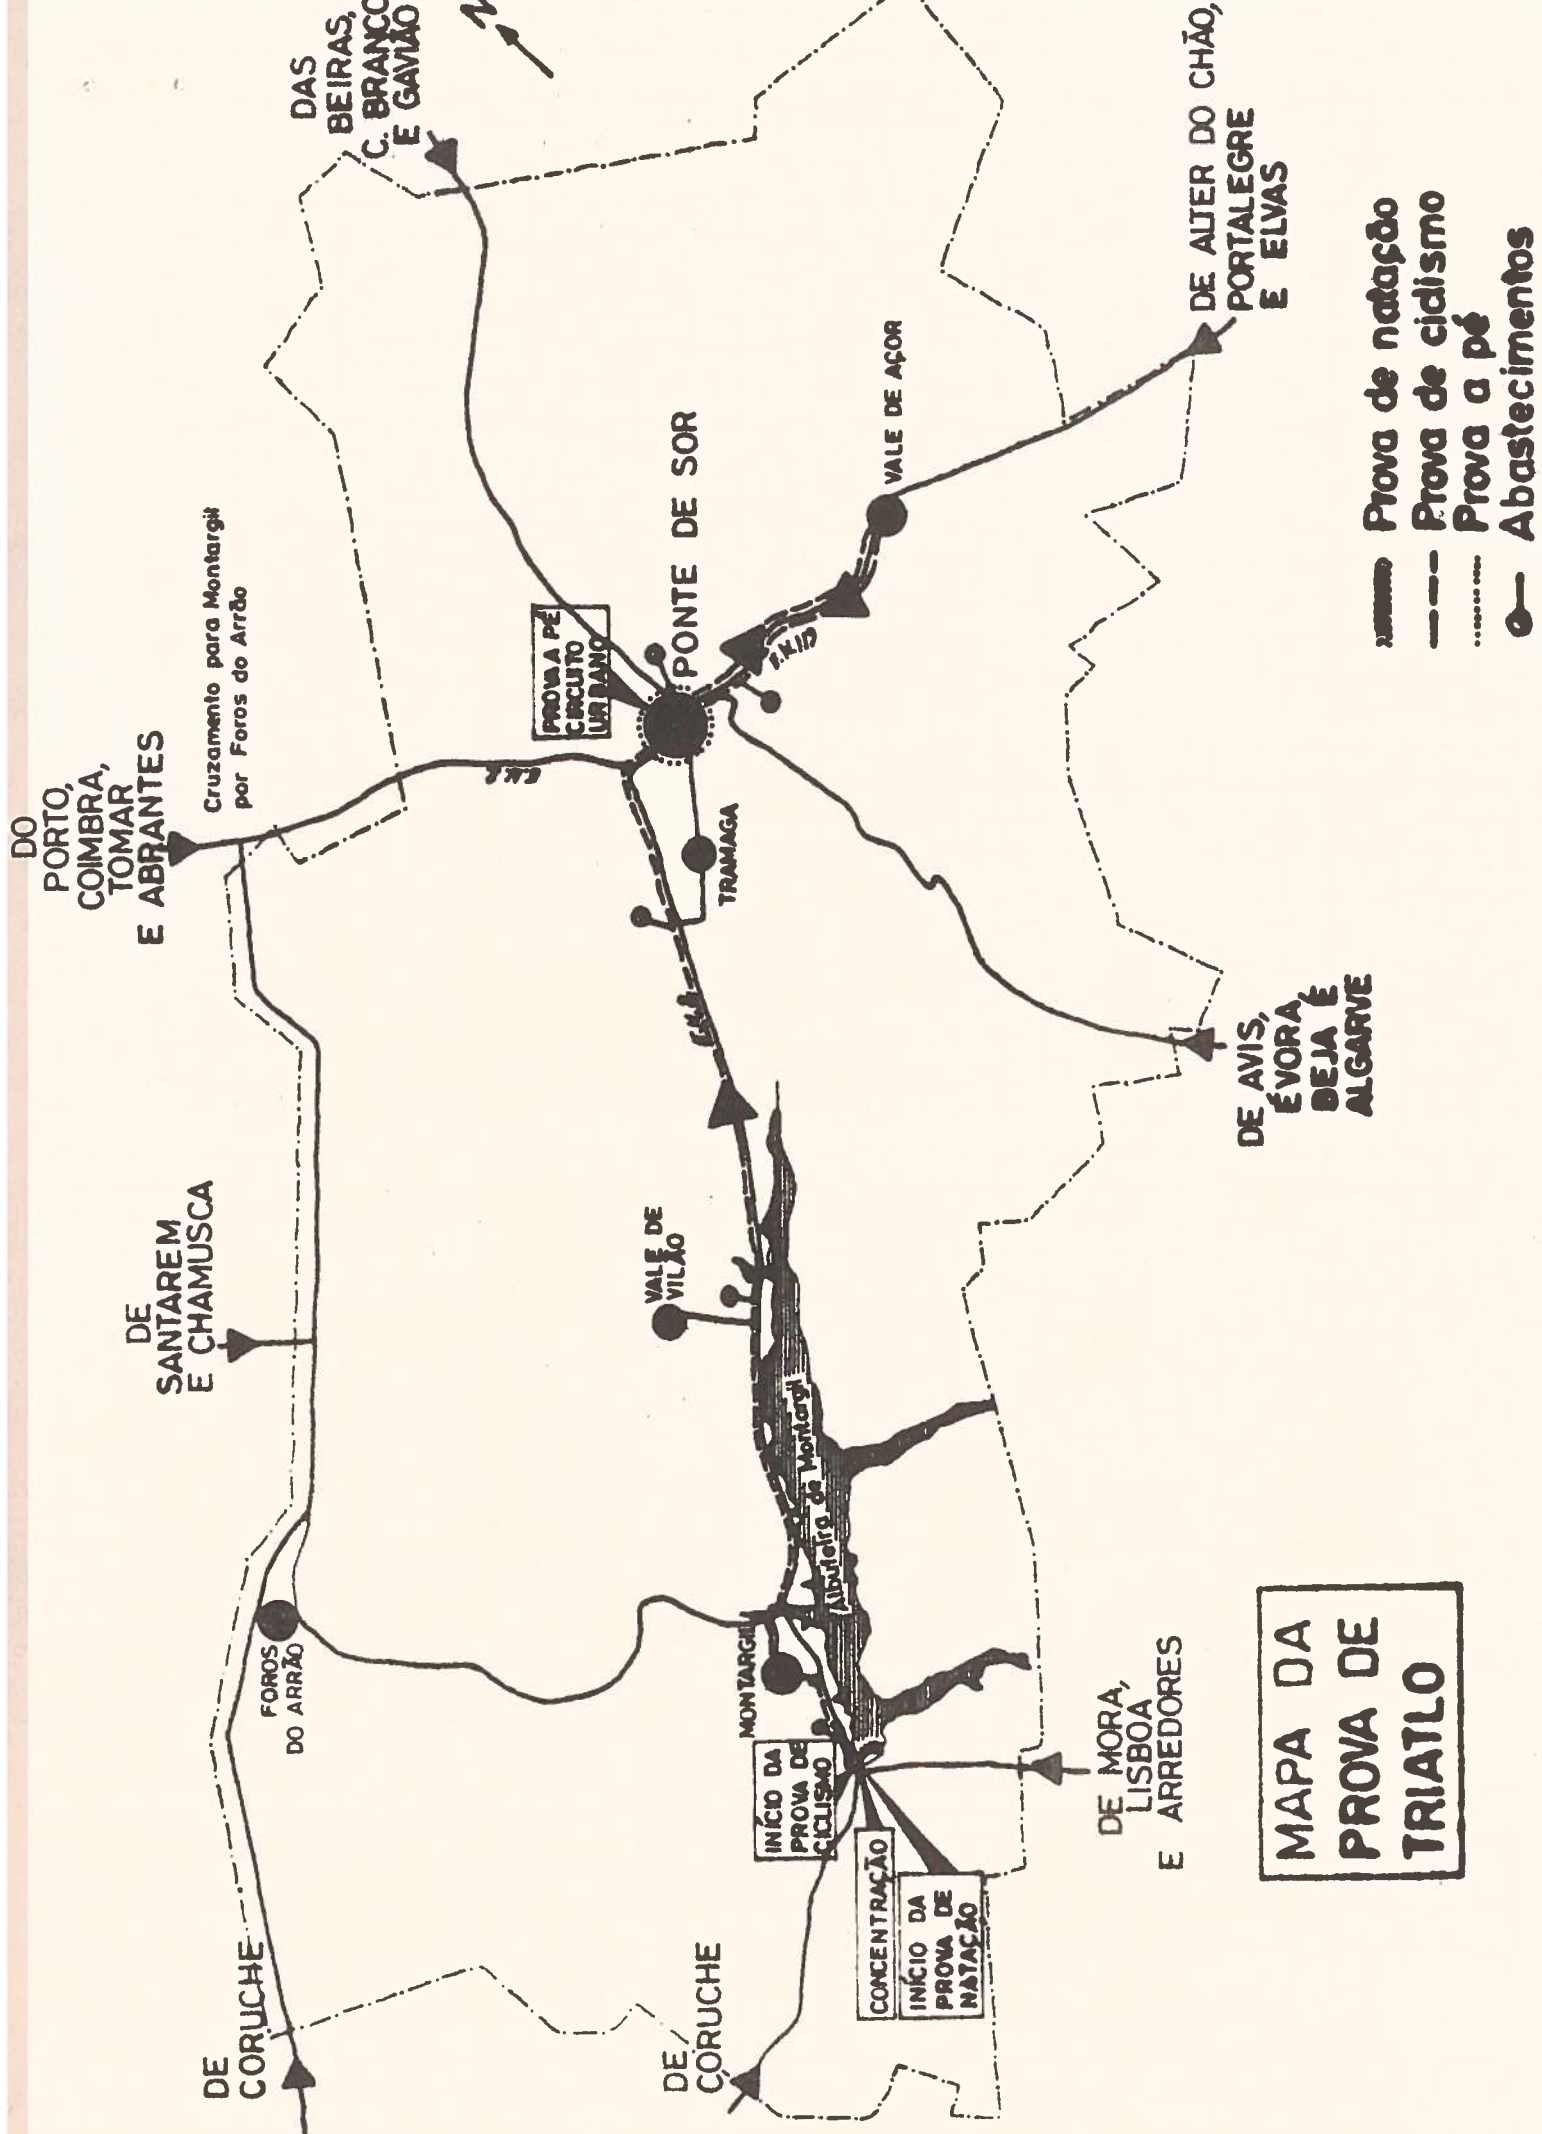 DO
PORTO,
COIMBRA,
TOMAR
E ABRANTES
Cruzamento para Montargil
por Foros do Arrão
DAS
BEIRAS,
C. BRANCO
E GAVIÃO
N
DE
SANTAREM
E CHAMUSCA
DE
CORUCHE
FOROS
DO ARRÃO
PROVA A PÉ
CIRCUITO
URBANO
PONTE DE SOR
VALE DE AÇOR
TRAMAGA
VALE DE
VILÃO
MONTARGIL
Albufeira de Montargil
INÍCIO DA
PROVA DE
CICLISMO
CONCENTRAÇÃO
INÍCIO DA
PROVA DE
NATAÇÃO
DE
CORUCHE
DE MORA,
LISBOA
E ARREDORES
DE AVIS,
ÉVORA,
BEJA É
ALGARVE
DE ALTER DO CHÃO,
PORTALEGRE
E ELVAS
MAPA DA
PROVA DE
TRIATLO
Prova de natação
Prova de ciclismo
Prova a pé
Abastecimentos